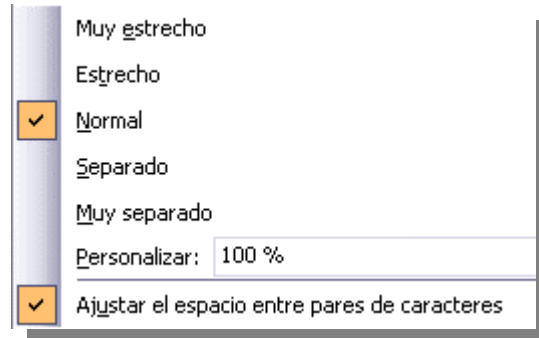 Muy estrecho
Estrecho
Normal
Separado
Muy separado
Personalizar: 100 %
Ajustar el espacio entre pares de caracteres